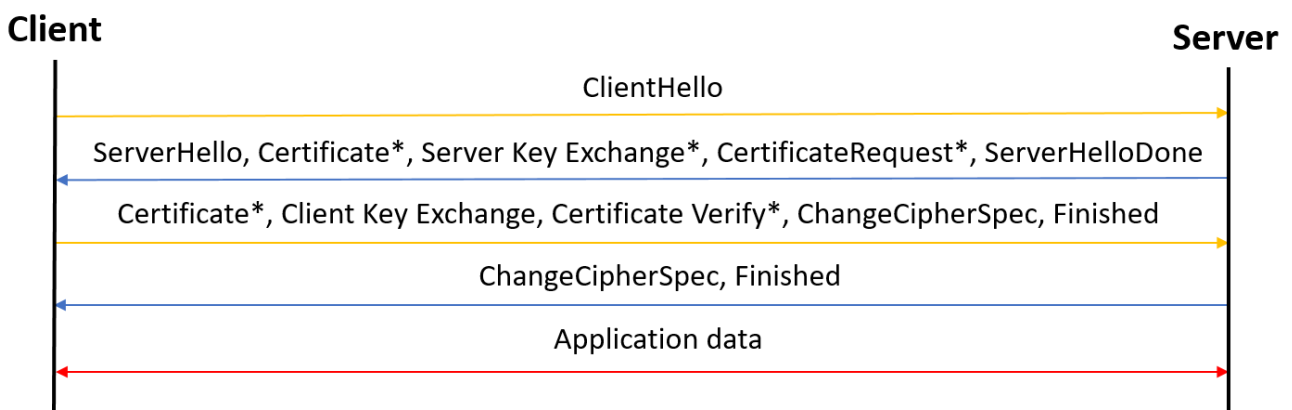 Client
Server
ClientHello
ServerHello, Certificate*, Server Key Exchange*, CertificateRequest*, ServerHelloDone
Certificate*, Client Key Exchange, Certificate Verify*, ChangeCipherSpec, Finished
ChangeCipherSpec, Finished
Application data